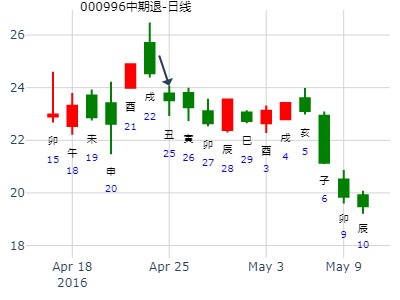 000996中期退-日线
26
24
22
20
18
卯
15
午
18
未
19
申
20
酉
21
戌
22
丑
25
寅
26
卯
27
辰
28
巳
29
酉
3
戌
4
亥
5
子
6
卯
9
辰
10
Apr 18
2016
Apr 25
May 3
May 9